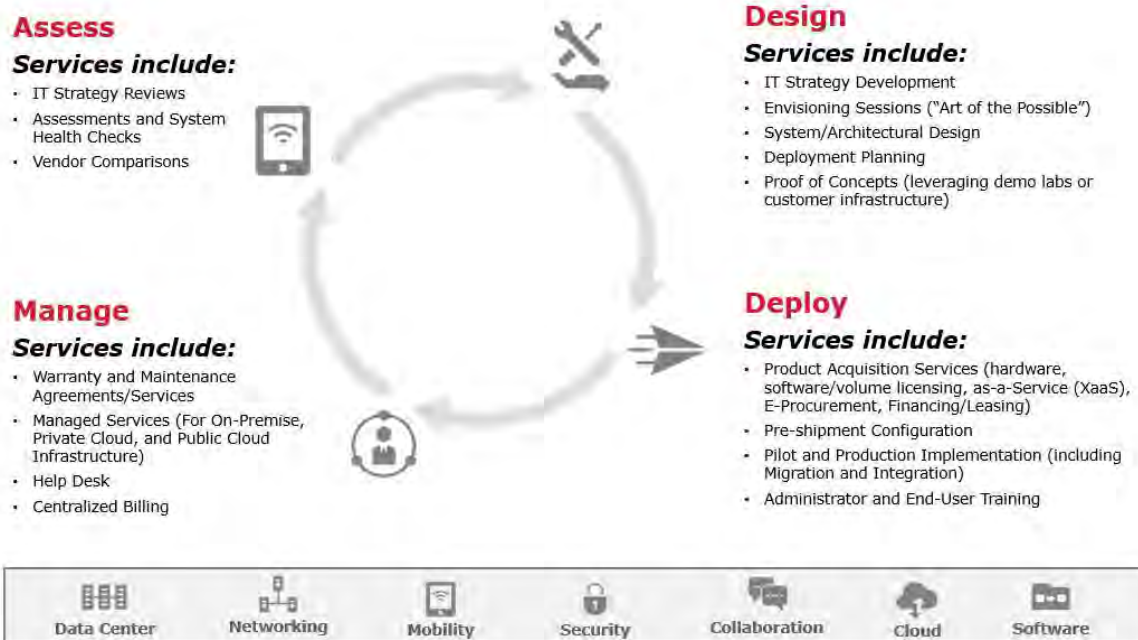 Assess
Services include:
· IT Strategy Reviews
· Assessments and System
Health Checks
· Vendor Comparisons
Design
Services include:
· IT Strategy Development
· Envisioning Sessions (“Art of the Possible”)
· System/Architectural Design
· Deployment Planning
· Proof of Concepts (leveraging demo labs or
customer infrastructure)
Manage
Services include:
· Warranty and Maintenance
Agreements/Services
· Managed Services (For On-Premise,
Private Cloud, and Public Cloud
Infrastructure)
· Help Desk
· Centralized Billing
Deploy
Services include:
· Product Acquisition Services (hardware,
software/volume licensing, as-a-Service (XaaS),
E-Procurement, Financing/Leasing)
· Pre-shipment Configuration
· Pilot and Production Implementation (including
Migration and Integration)
· Administrator and End-User Training
Data Center Networking Mobility Security Collaboration Cloud Software